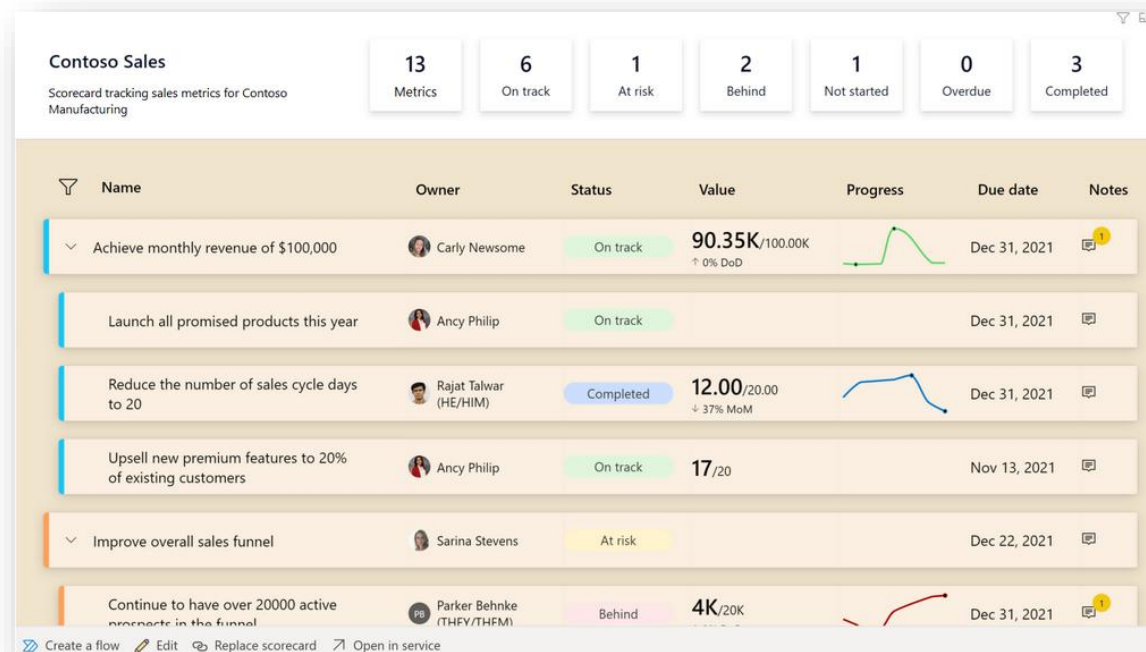 Contoso Sales
Scorecard tracking sales metrics for Contoso
Manufacturing
13
Metrics
6
On track
1
At risk
2
Behind
1
Not started
0
Overdue
3
Completed
Name Owner Status Value Progress Due date Notes
Achieve monthly revenue of $100,000 Carly Newsome On track 90.35K/100.00K Dec 31, 2021 1
↑ 0% DoD
Launch all promised products this year Ancy Philip On track Dec 31, 2021
Reduce the number of sales cycle days
to 20
Rajat Talwar
(HE/HIM)
Completed
12.00/20.00
↓ 37% MoM
Dec 31, 2021
Upsell new premium features to 20%
of existing customers
Ancy Philip
On track
17/20
Nov 13, 2021
Improve overall sales funnel Sarina Stevens At risk Dec 22, 2021
Continue to have over 20000 active
prospects in the funnel
PB
Parker Behnke
(THEY/THEM)
Behind
4K/20K
Dec 31, 2021
1
Create a flow Edit Replace scorecard Open in service